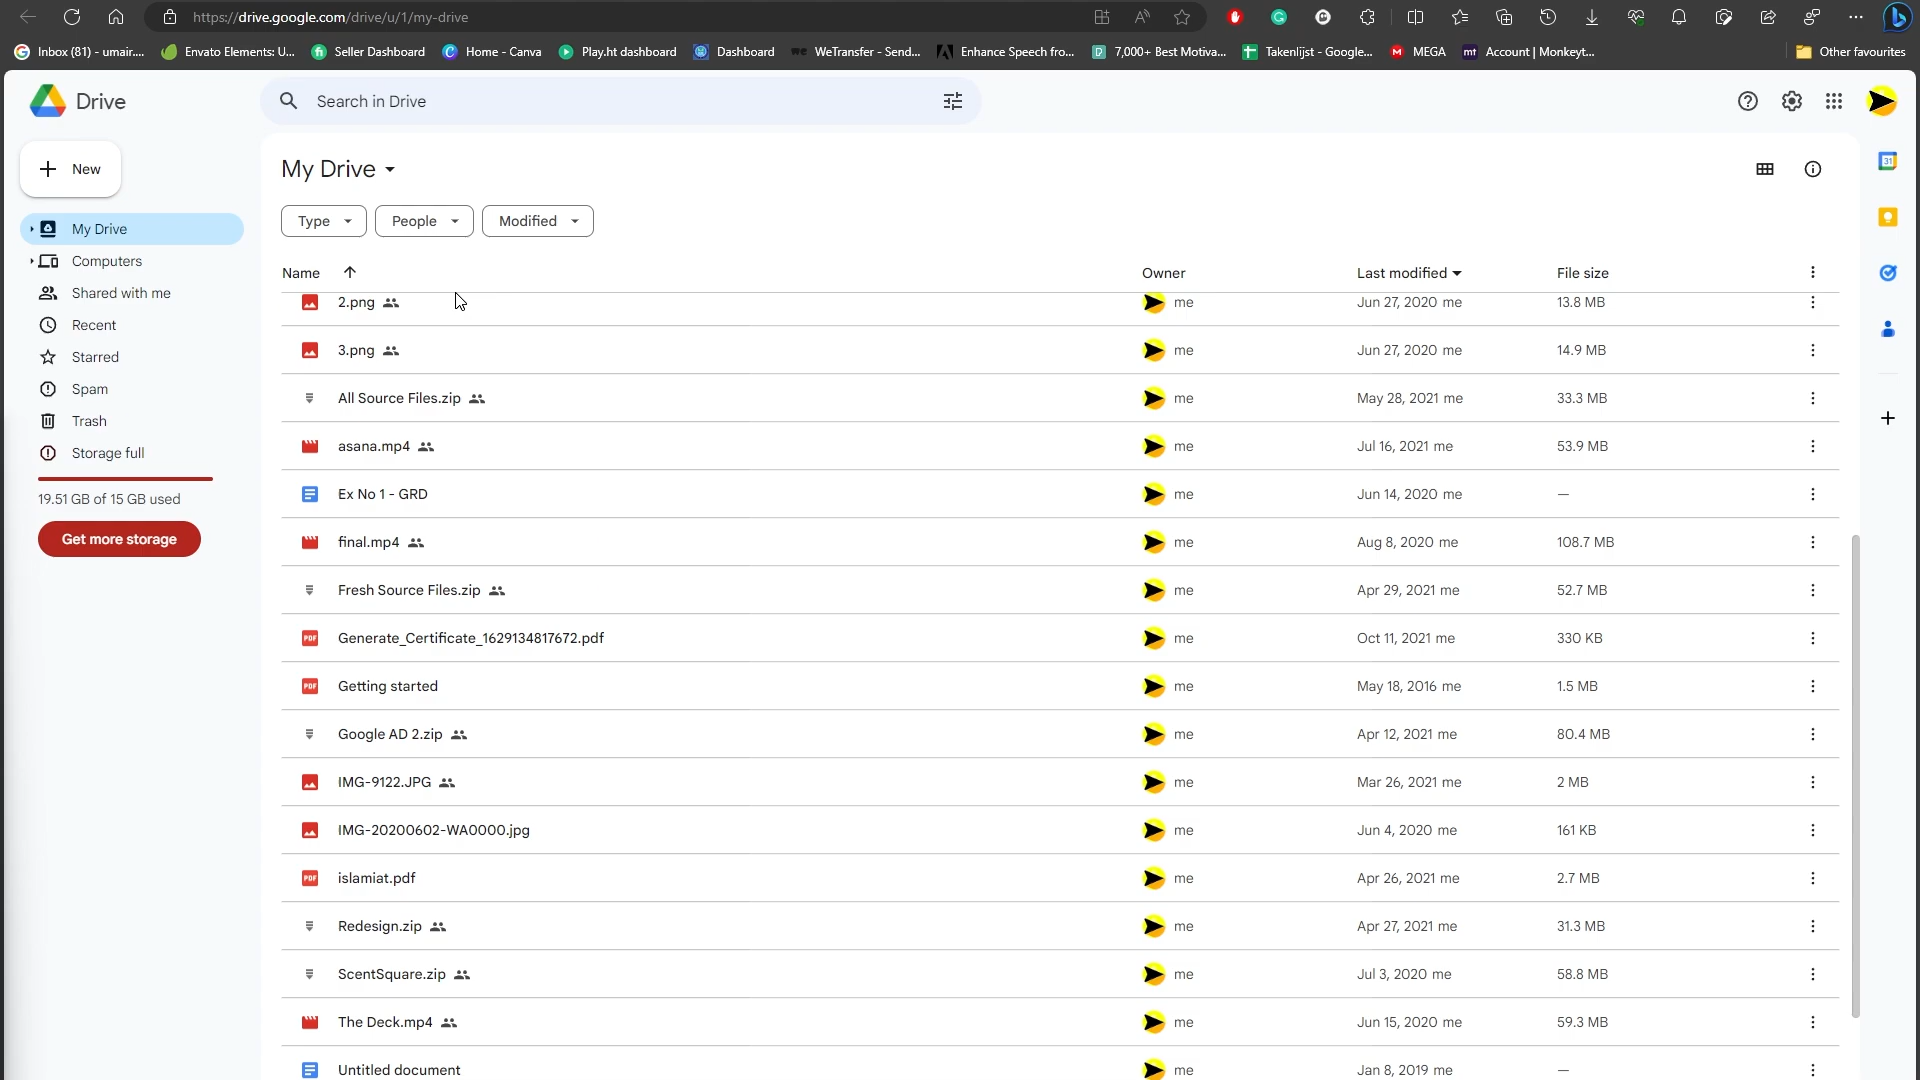 https://drive.google.com/drive/u/1/my-drive
Inbox (81) - umair.... Envato Elements: U... Seller Dashboard Home - Canva Play.ht dashboard Dashboard WeTransfer - Send... Enhance Speech fro... 7,000+ Best Motiva... Takenlijst - Google... MEGA Account | Monkeyt... Other favourites
Drive
Search in Drive
New
My Drive
Computers
Shared with me
Recent
Starred
Spam
Trash
Storage full
19.51 GB of 15 GB used
Get more storage
My Drive
Type People Modified
Name Owner Last modified File size
2.png me Jun 27, 2020 me 13.8 MB
3.png me Jun 27, 2020 me 14.9 MB
All Source Files.zip me May 28, 2021 me 33.3 MB
asana.mp4 me Jul 16, 2021 me 53.9 MB
Ex No 1 - GRD me Jun 14, 2020 me —
final.mp4 me Aug 8, 2020 me 108.7 MB
Fresh Source Files.zip me Apr 29, 2021 me 52.7 MB
PDF Generate_Certificate_1629134817672.pdf me Oct 11, 2021 me 330 KB
PDF Getting started me May 18, 2016 me 1.5 MB
Google AD 2.zip me Apr 12, 2021 me 80.4 MB
IMG-9122.JPG me Mar 26, 2021 me 2 MB
IMG-20200602-WA0000.jpg me Jun 4, 2020 me 161 KB
PDF islamiat.pdf me Apr 26, 2021 me 2.7 MB
Redesign.zip me Apr 27, 2021 me 31.3 MB
ScentSquare.zip me Jul 3, 2020 me 58.8 MB
The Deck.mp4 me Jun 15, 2020 me 59.3 MB
Untitled document me Jan 8, 2019 me —